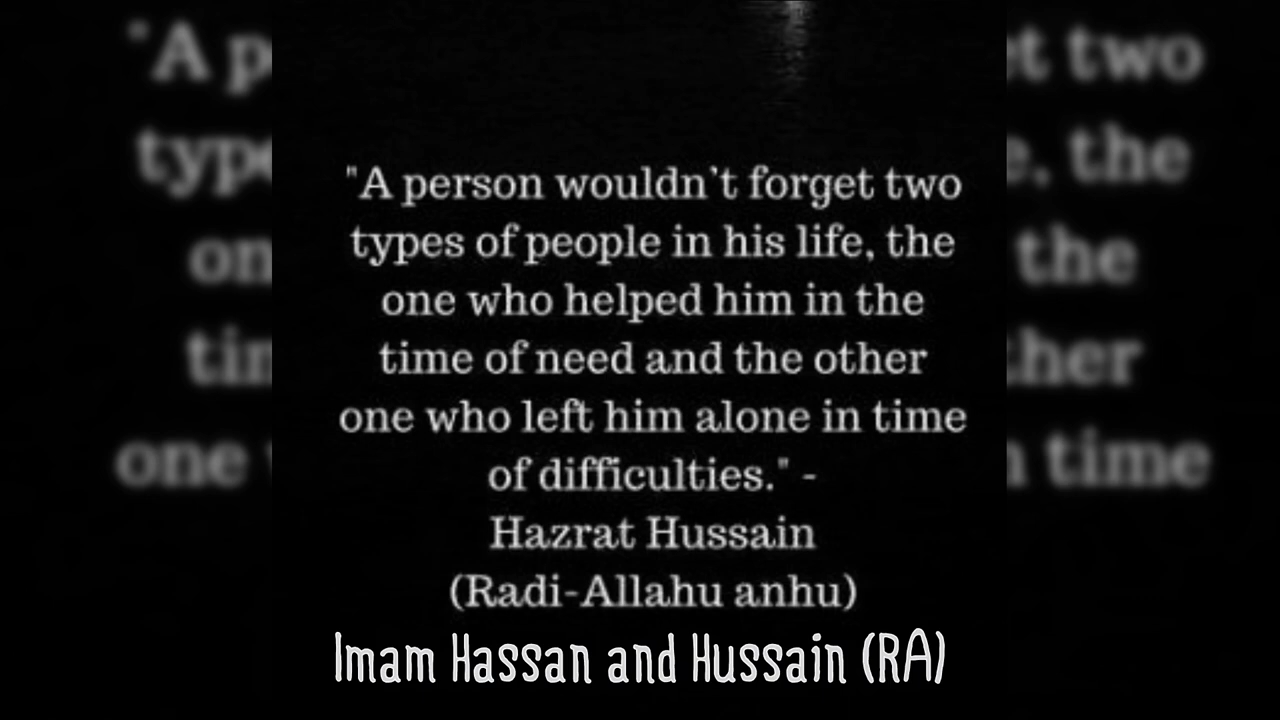 "A person wouldn't forget two
types of people in his life, the
one who helped him in the
time of need and the other
one who left him alone in time
of difficulties." -
Hazrat Hussain
(Radi-Allahu anhu)
Imam Hassan and Hussain (RA)